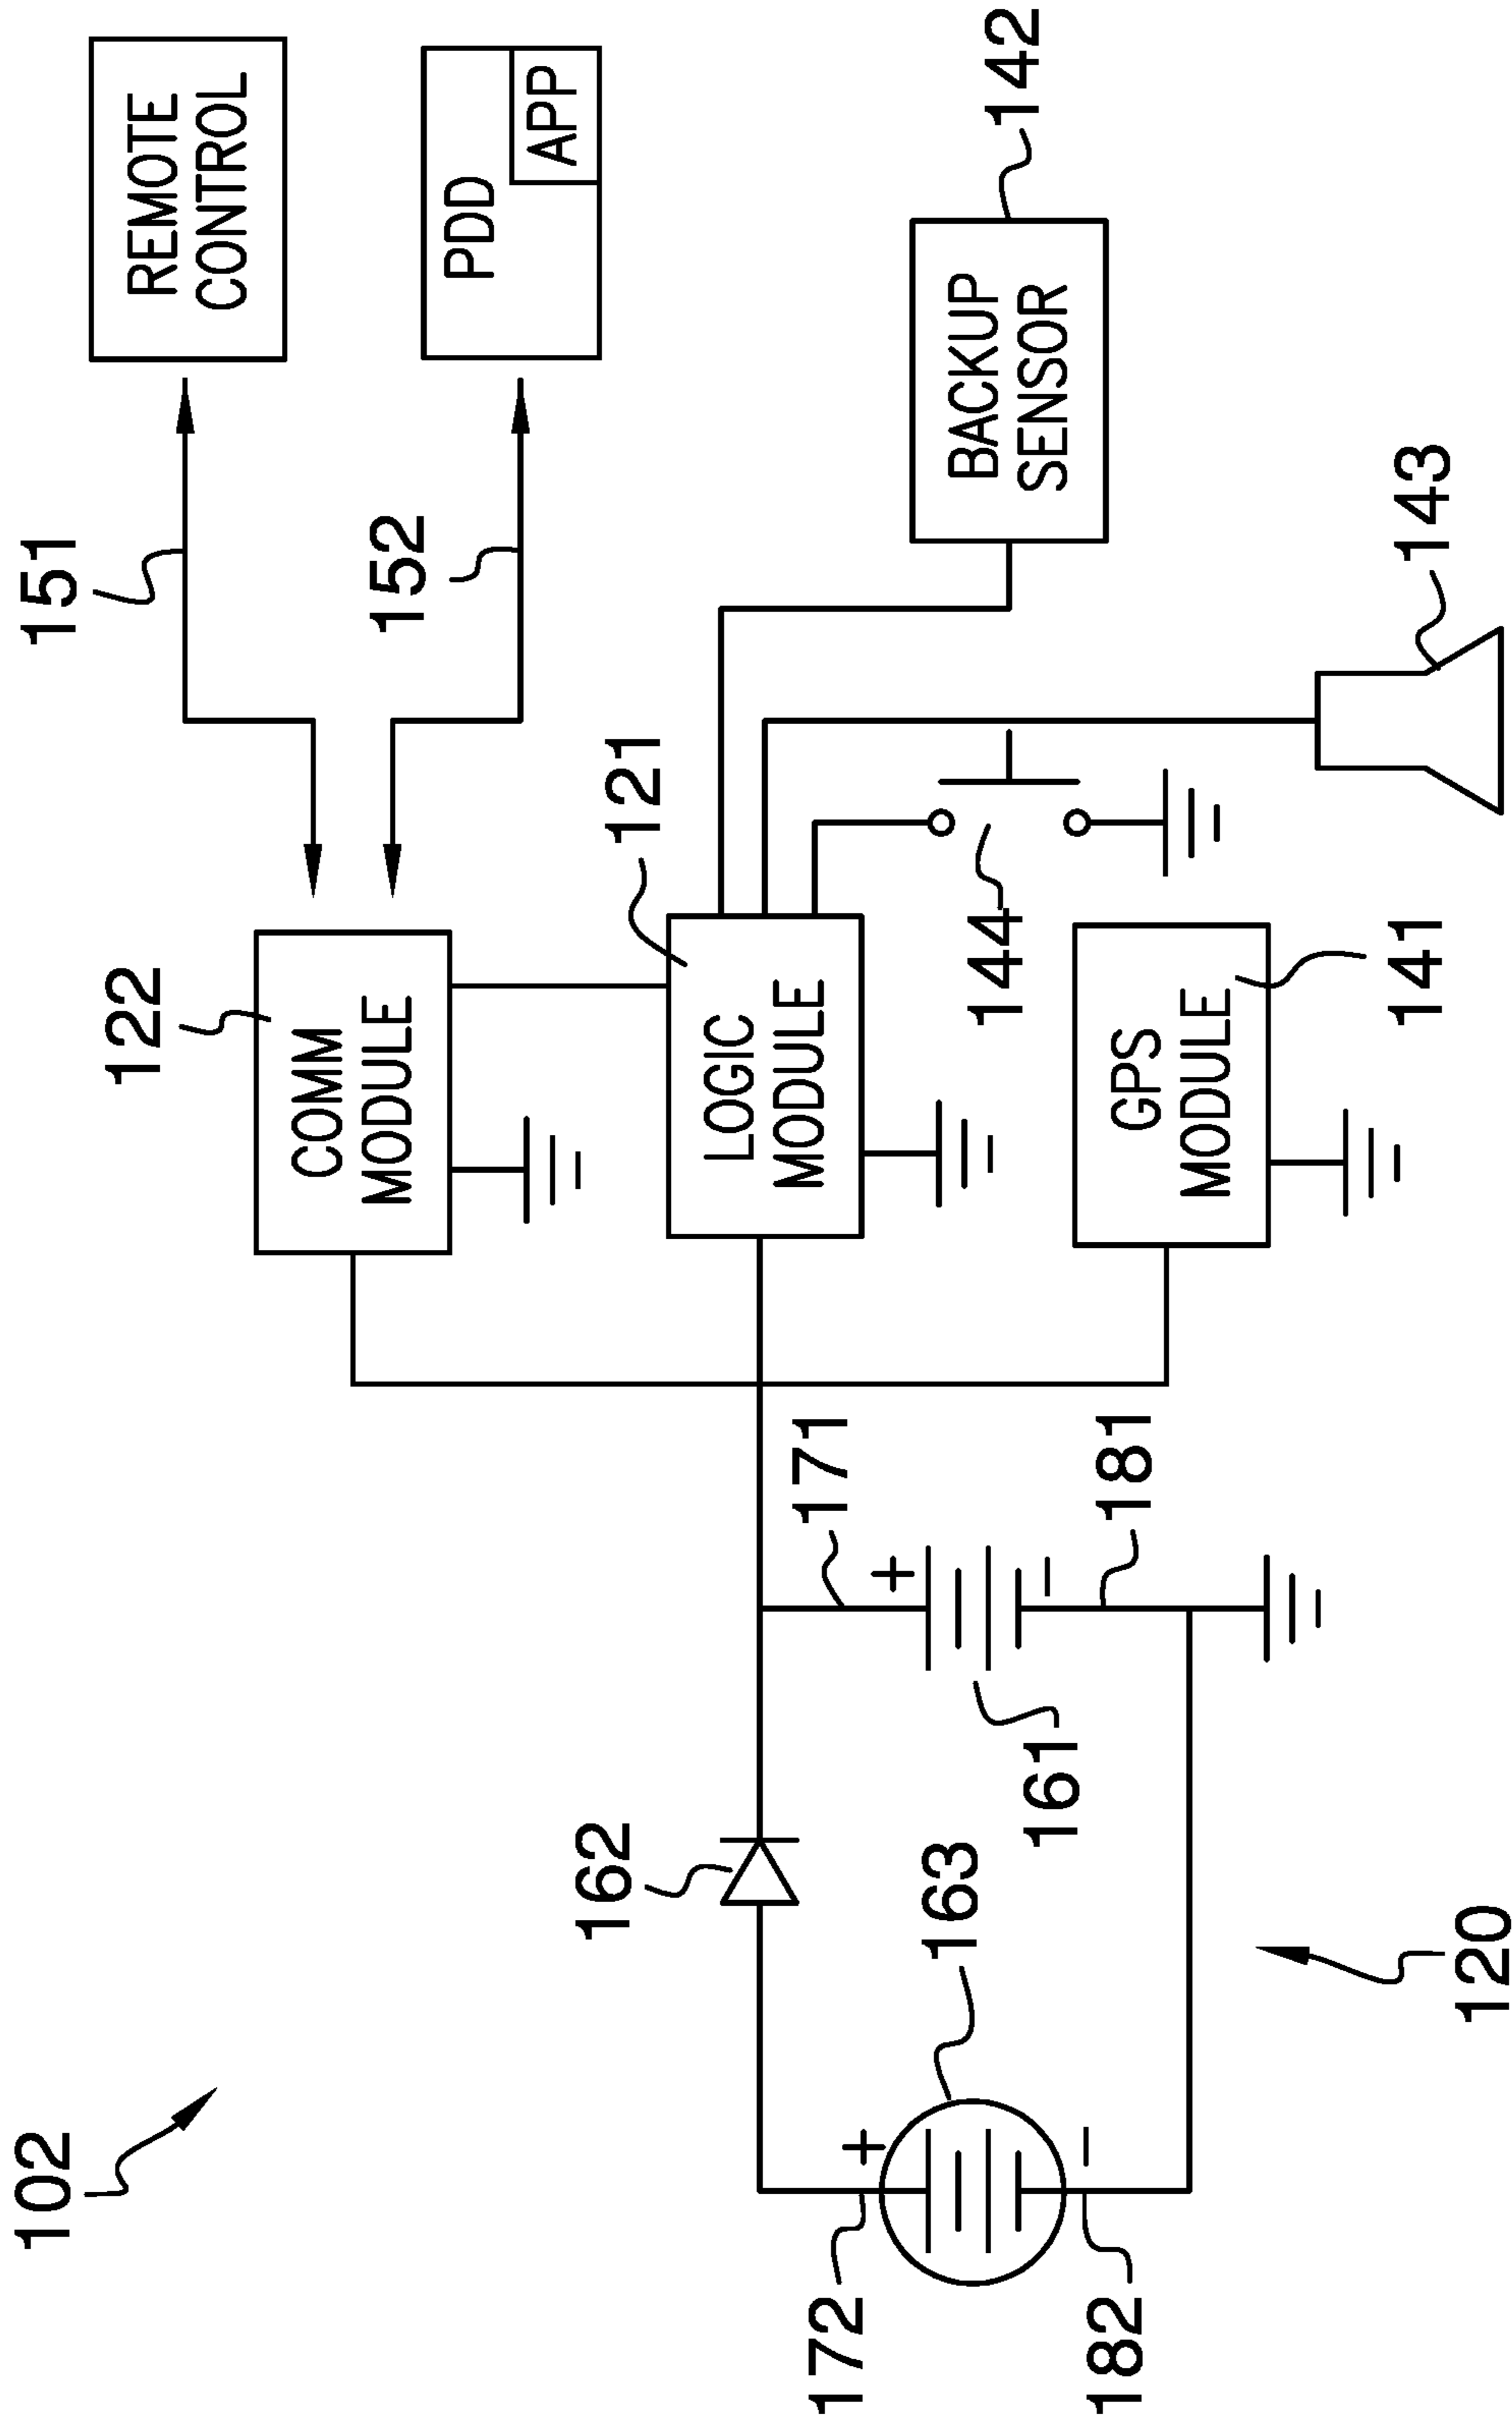 102
151
REMOTE
CONTROL
122
COMM
MODULE
152
PDD
APP
162
121
LOGIC
MODULE
172
+
163
171
+
144
BACKUP
SENSOR
142
182
−
161
181
−
GPS
MODULE
141
143
120